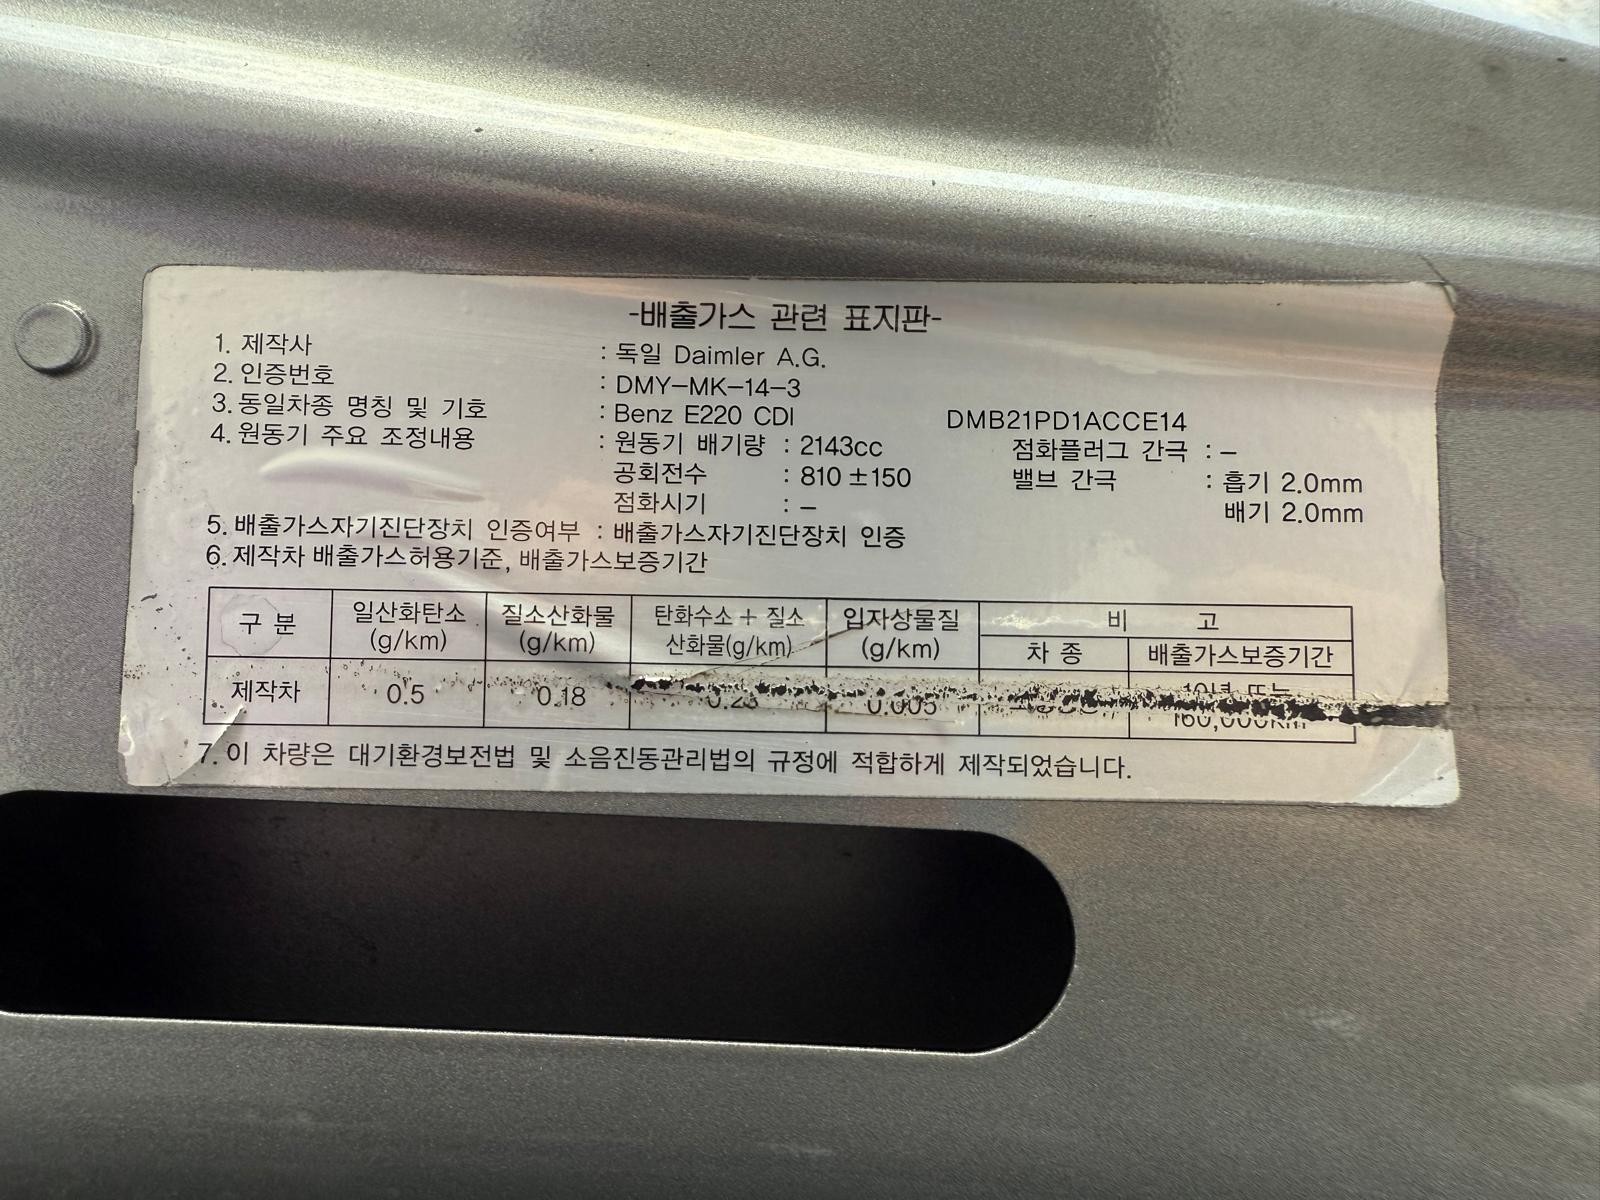 -배출가스 관련 표지판-
1. 제작사 : 독일 Daimler A.G.
2. 인증번호 : DMY-MK-14-3
3. 동일차종 명칭 및 기호 : Benz E220 CDI DMB21PD1ACCE14
4. 원동기 주요 조정내용 : 원동기 배기량 : 2143cc 점화플러그 간극 : -
공회전수 : 810 ±150 밸브 간극 : 흡기 2.0mm
점화시기 : - 배기 2.0mm
5. 배출가스자기진단장치 인증여부 : 배출가스자기진단장치 인증
6. 제작차 배출가스허용기준, 배출가스보증기간
구 분 일산화탄소 (g/km) 질소산화물 (g/km) 탄화수소 + 질소 산화물(g/km) 입자상물질 (g/km) 비 고
차 종 배출가스보증기간
제작차 0.5 0.18 0.23 0.005 10년 또는
160,000km
7. 이 차량은 대기환경보전법 및 소음진동관리법의 규정에 적합하게 제작되었습니다.